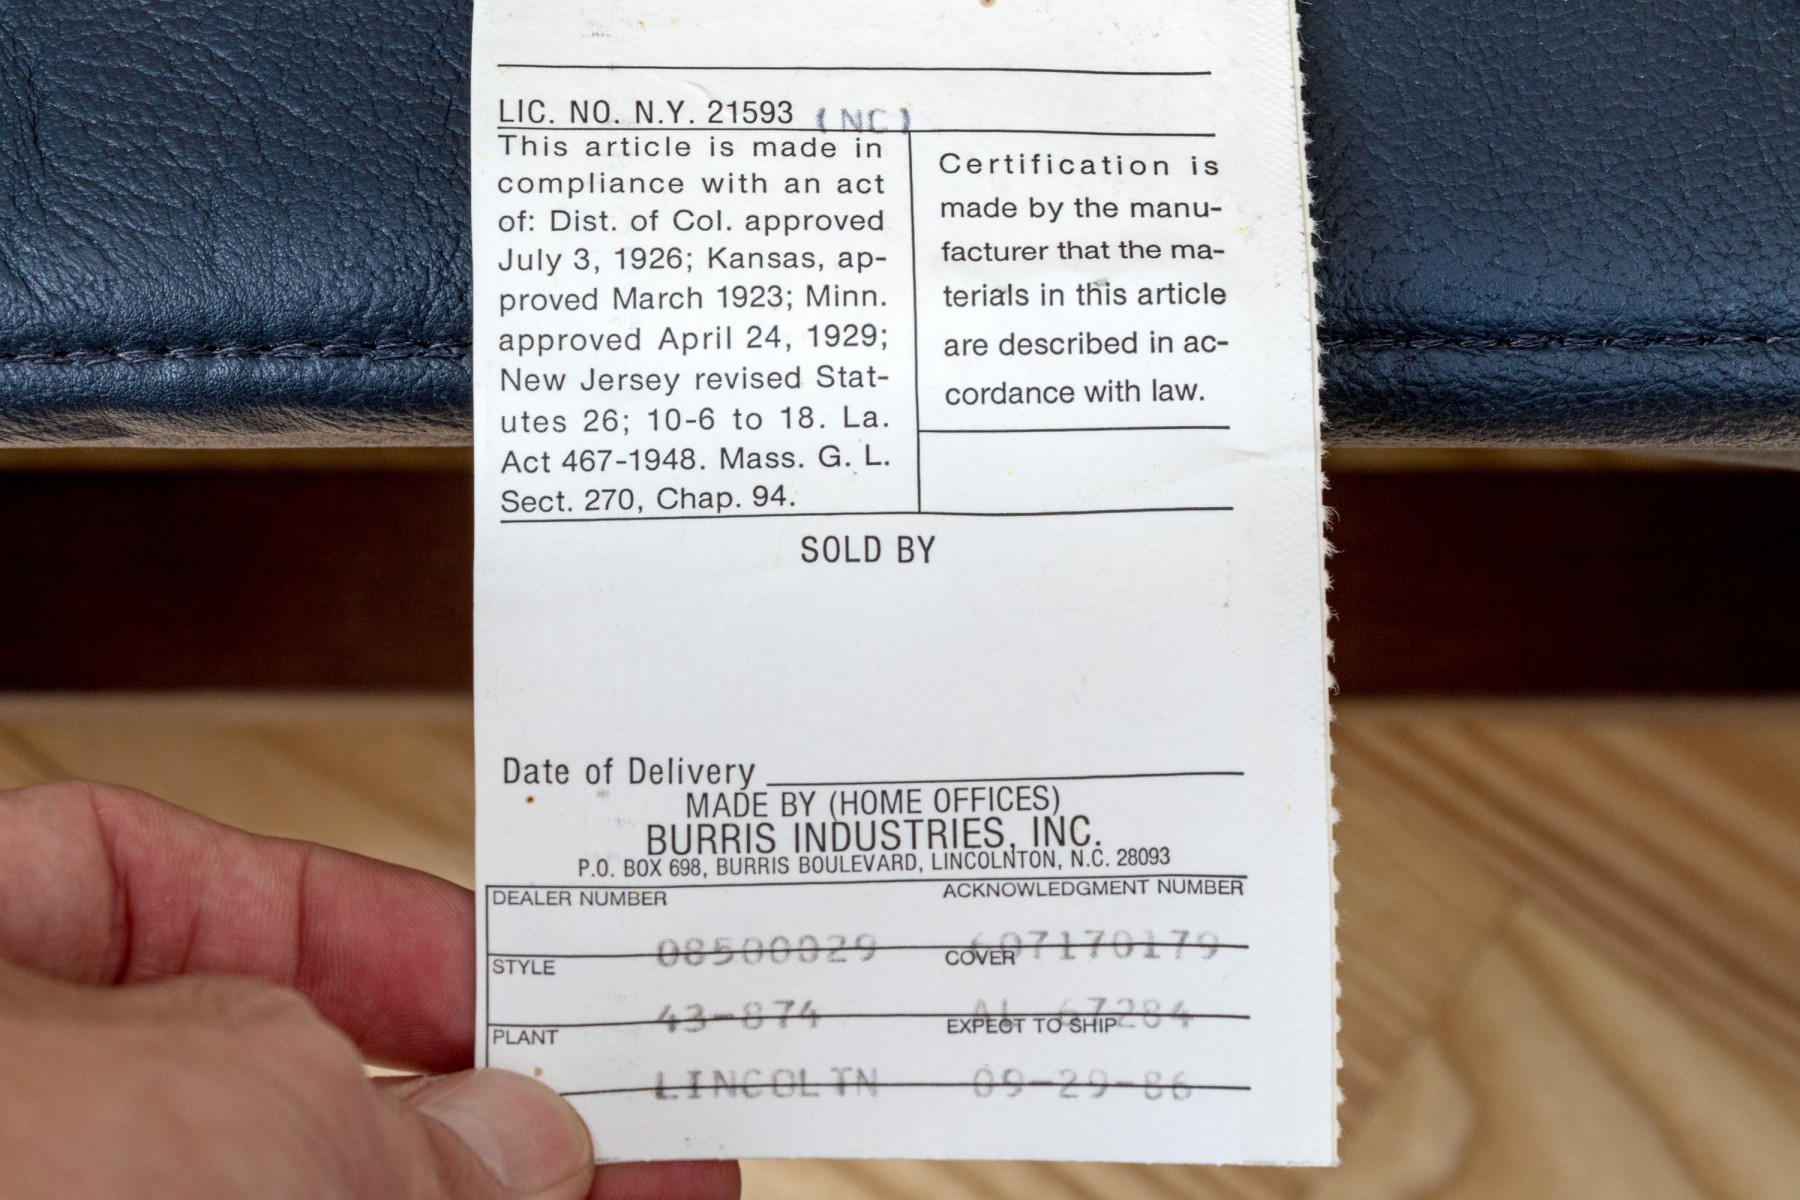 LIC. NO. N.Y. 21593 (NC)
This article is made in
compliance with an act
of: Dist. of Col. approved
July 3, 1926; Kansas, ap-
proved March 1923; Minn.
approved April 24, 1929;
New Jersey revised Stat-
utes 26; 10-6 to 18. La.
Act 467-1948. Mass. G. L.
Sect. 270, Chap. 94.
Certification is
made by the manu-
facturer that the ma-
terials in this article
are described in ac-
cordance with law.
SOLD BY
Date of Delivery
MADE BY (HOME OFFICES)
BURRIS INDUSTRIES, INC.
P.O. BOX 698, BURRIS BOULEVARD, LINCOLNTON, N.C. 28093
DEALER NUMBER ACKNOWLEDGMENT NUMBER
08500029 607170179
STYLE COVER
43-874 AL 67284
PLANT EXPECT TO SHIP
LINCOLTN 09-29-86